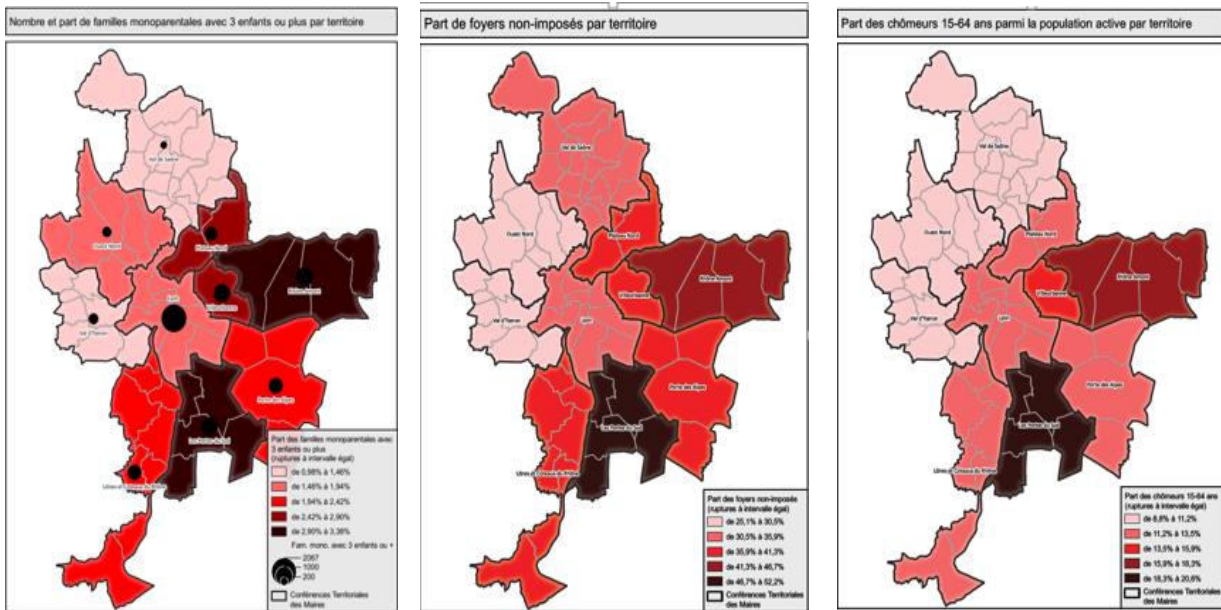 Nombre et part de familles monoparentales avec 3 enfants ou plus par territoire
Val de Saône
Ouest Nord
Plateau Nord
Rhône Amont
Villeurbanne
Lyon
Val d'Yzeron
Porte des Alpes
Les Portes du Sud
Lônes et Coteaux du Rhône
Part des familles monoparentales avec
3 enfants ou plus
(ruptures à intervalle égal)
de 0,98% à 1,46%
de 1,46% à 1,94%
de 1,94% à 2,42%
de 2,42% à 2,90%
de 2,90% à 3,38%
Fam. mono. avec 3 enfants ou +
2067
1000
200
Conférences Territoriales
des Maires
Part de foyers non-imposés par territoire
Val de Saône
Ouest Nord
Plateau Nord
Rhône Amont
Villeurbanne
Val d'Yzeron
Lyon
Porte des Alpes
Les Portes du Sud
Lônes et Coteaux du Rhône
Part des foyers non-imposés
(ruptures à intervalle égal)
de 25,1% à 30,5%
de 30,5% à 35,9%
de 35,9% à 41,3%
de 41,3% à 46,7%
de 46,7% à 52,2%
Conférences Territoriales
des Maires
Part des chômeurs 15-64 ans parmi la population active par territoire
Val de Saône
Ouest Nord
Plateau Nord
Rhône Amont
Villeurbanne
Val d'Yzeron
Lyon
Porte des Alpes
Les Portes du Sud
Lônes et Coteaux du Rhône
Part des chômeurs 15-64 ans
(ruptures à intervalle égal)
de 8,8% à 11,2%
de 11,2% à 13,5%
de 13,5% à 15,9%
de 15,9% à 18,3%
de 18,3% à 20,6%
Conférences Territoriales
des Maires